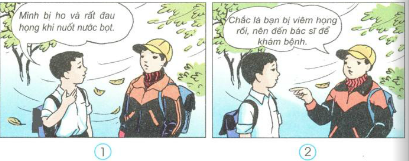 Mình bị ho và rất đau
họng khi nuốt nước bọt.
1
Chắc là bạn bị viêm họng
rồi, nên đến bác sĩ để
khám bệnh.
2